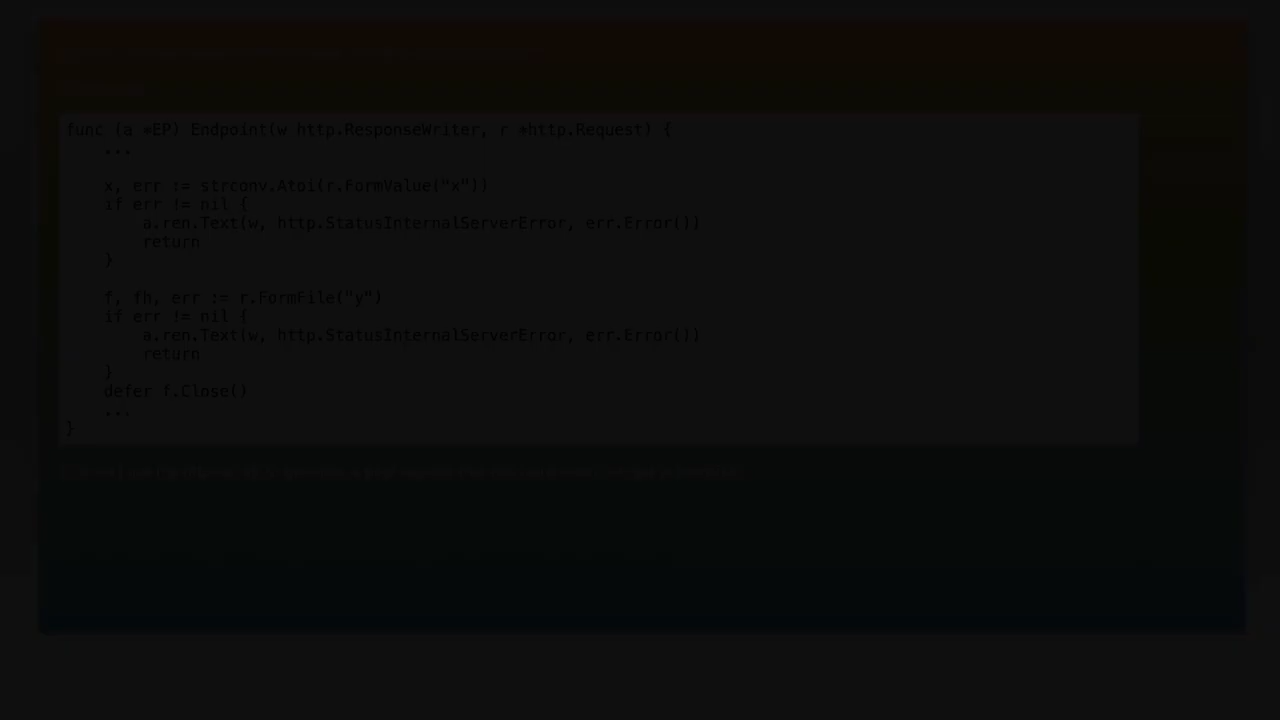 func (a *EP) Endpoint(w http.ResponseWriter, r *http.Request) {
    ...
    x, err := strconv.Atoi(r.FormValue("x"))
    if err != nil {
        a.ren.Text(w, http.StatusInternalServerError, err.Error())
        return
    }
    f, fh, err := r.FormFile("y")
    if err != nil {
        a.ren.Text(w, http.StatusInternalServerError, err.Error())
        return
    }
    defer f.Close()
    ...
}